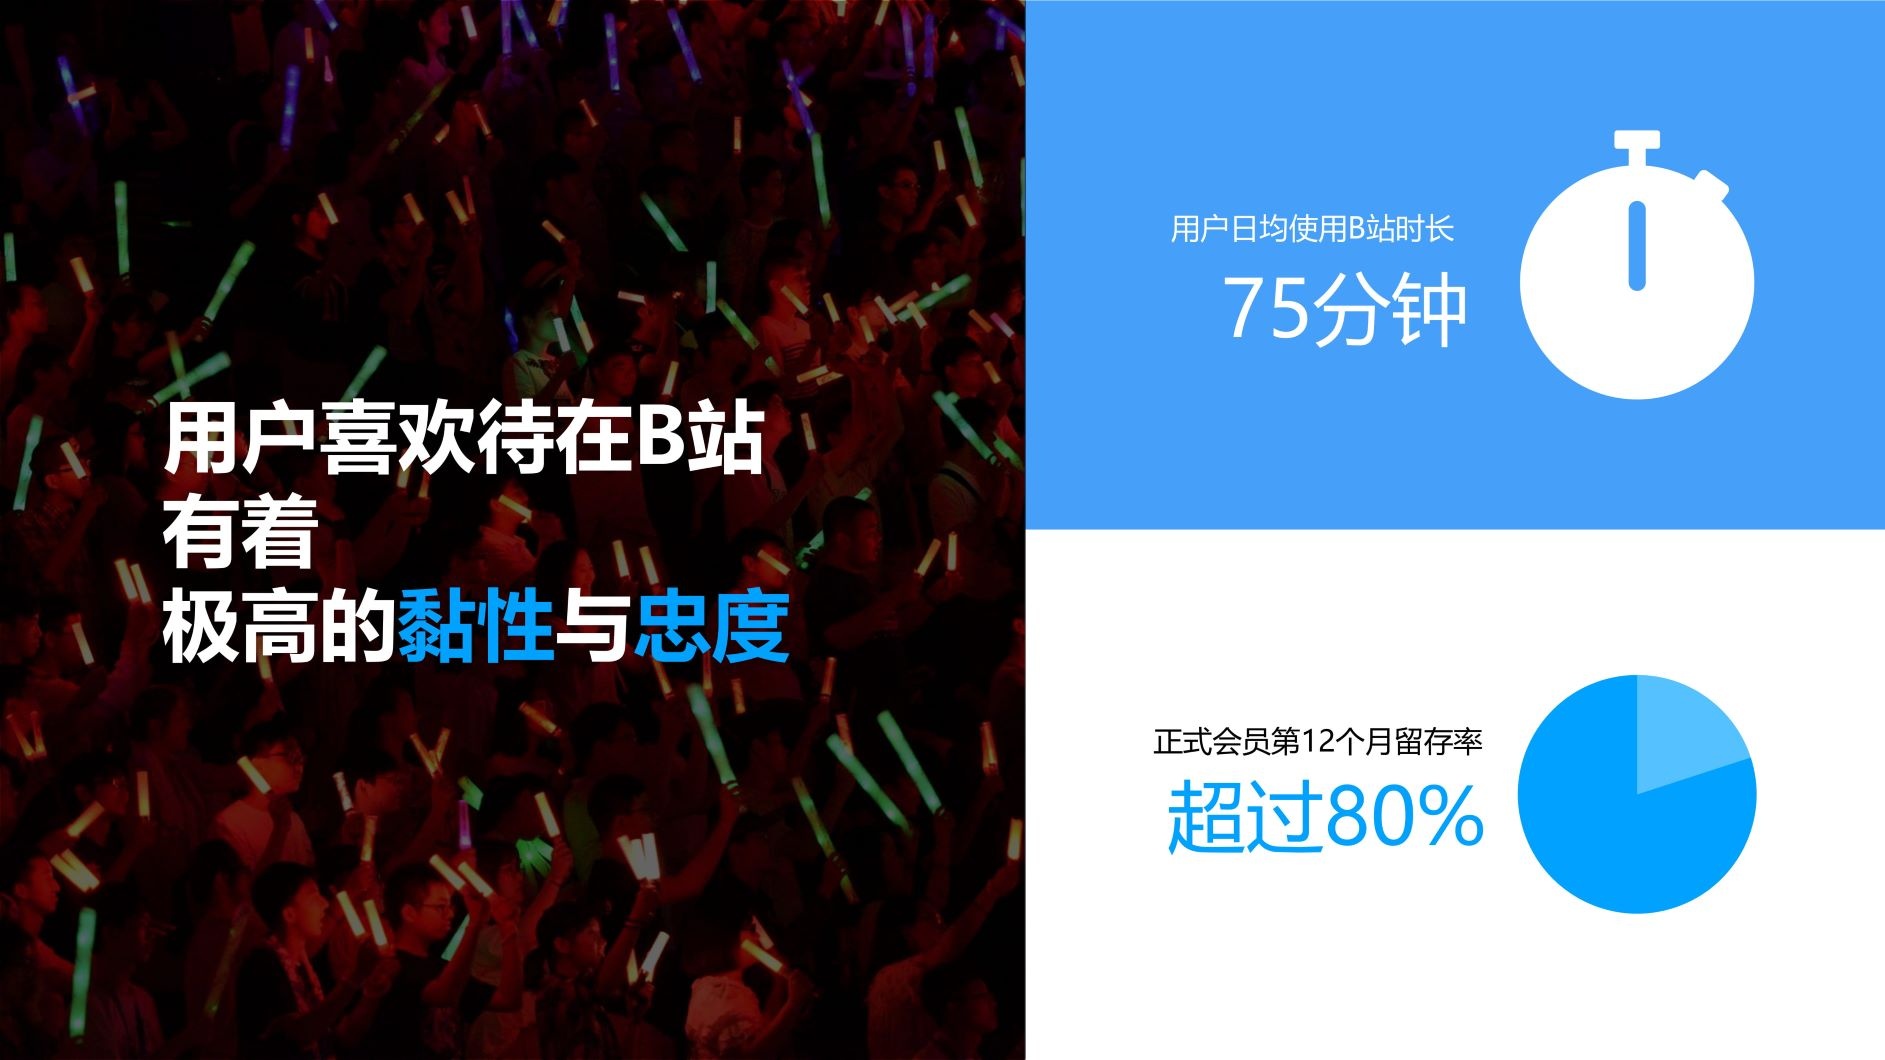 用户喜欢待在B站
有着
极高的黏性与忠度
用户日均使用B站时长
75分钟
正式会员第12个月留存率
超过80%